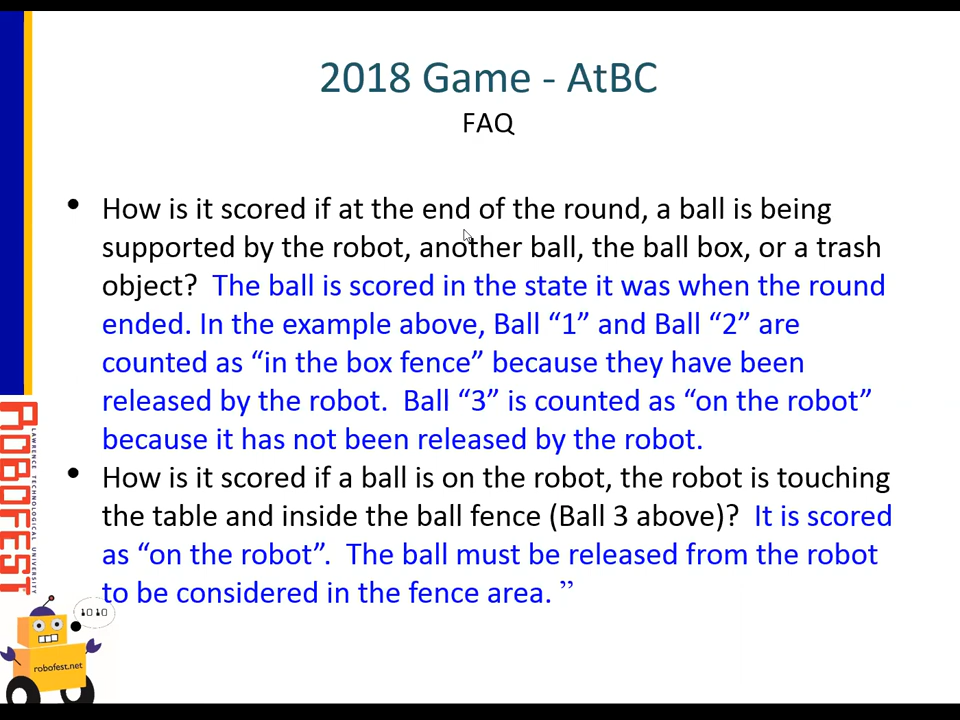 2018 Game - AtBC
FAQ
• How is it scored if at the end of the round, a ball is being
supported by the robot, another ball, the ball box, or a trash
object? The ball is scored in the state it was when the round
ended. In the example above, Ball “1” and Ball “2” are
counted as “in the box fence” because they have been
released by the robot. Ball “3” is counted as “on the robot”
because it has not been released by the robot.
• How is it scored if a ball is on the robot, the robot is touching
the table and inside the ball fence (Ball 3 above)? It is scored
as “on the robot”. The ball must be released from the robot
to be considered in the fence area. ”
ROBOFEST
LAWRENCE TECHNOLOGICAL UNIVERSITY
1010
robofest.net